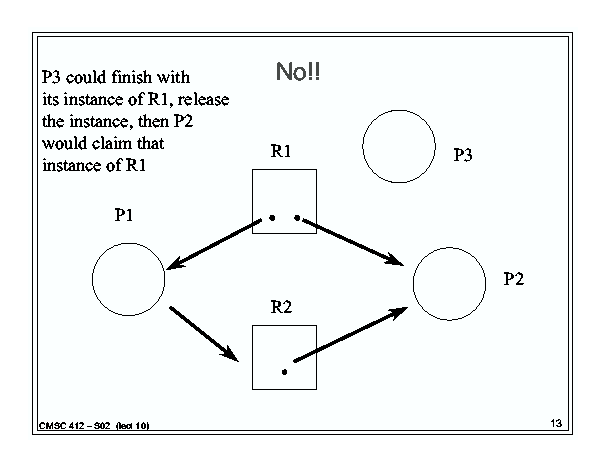 No!!
P3 could finish with
its instance of R1, release
the instance, then P2
would claim that
instance of R1
R1
P3
P1
P2
R2
CMSC 412 – S02 (lect 10)
13